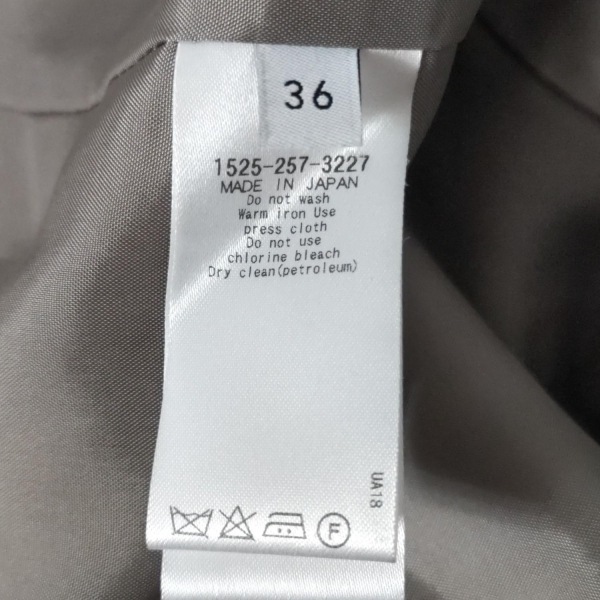 36
1525-257-3227
MADE IN JAPAN
Do not wash
Warm iron Use
press cloth
Do not use
chlorine bleach
Dry clean(petroleum)
UA18
F